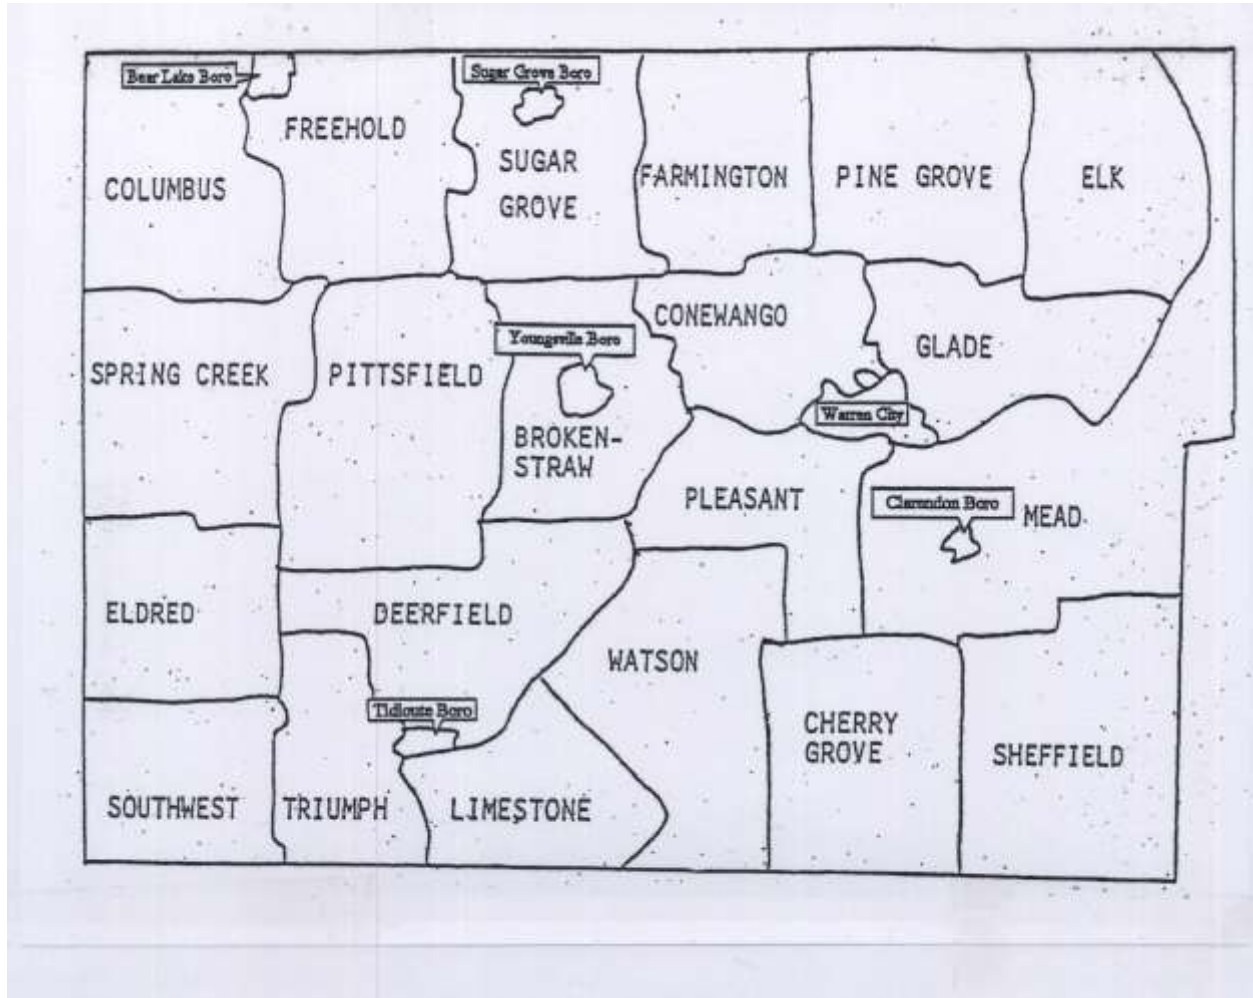 Bear Lake Boro
Sugar Grove Boro
FREEHOLD
SUGAR
GROVE
COLUMBUS
FARMINGTON
PINE GROVE
ELK
CONEWANGO
Youngsville Boro
GLADE
SPRING CREEK
PITTSFIELD
Warren City
BROKEN-
STRAW
PLEASANT
Clarendon Boro
MEAD
ELDRED
DEERFIELD
WATSON
Tidioute Boro
CHERRY
GROVE
SHEFFIELD
SOUTHWEST
TRIUMPH
LIMESTONE